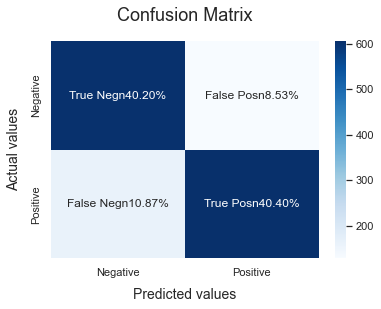 Confusion Matrix
Actual values
Negative
Positive
True Negn40.20%
False Posn8.53%
False Negn10.87%
True Posn40.40%
Negative
Positive
Predicted values
600
500
400
300
200